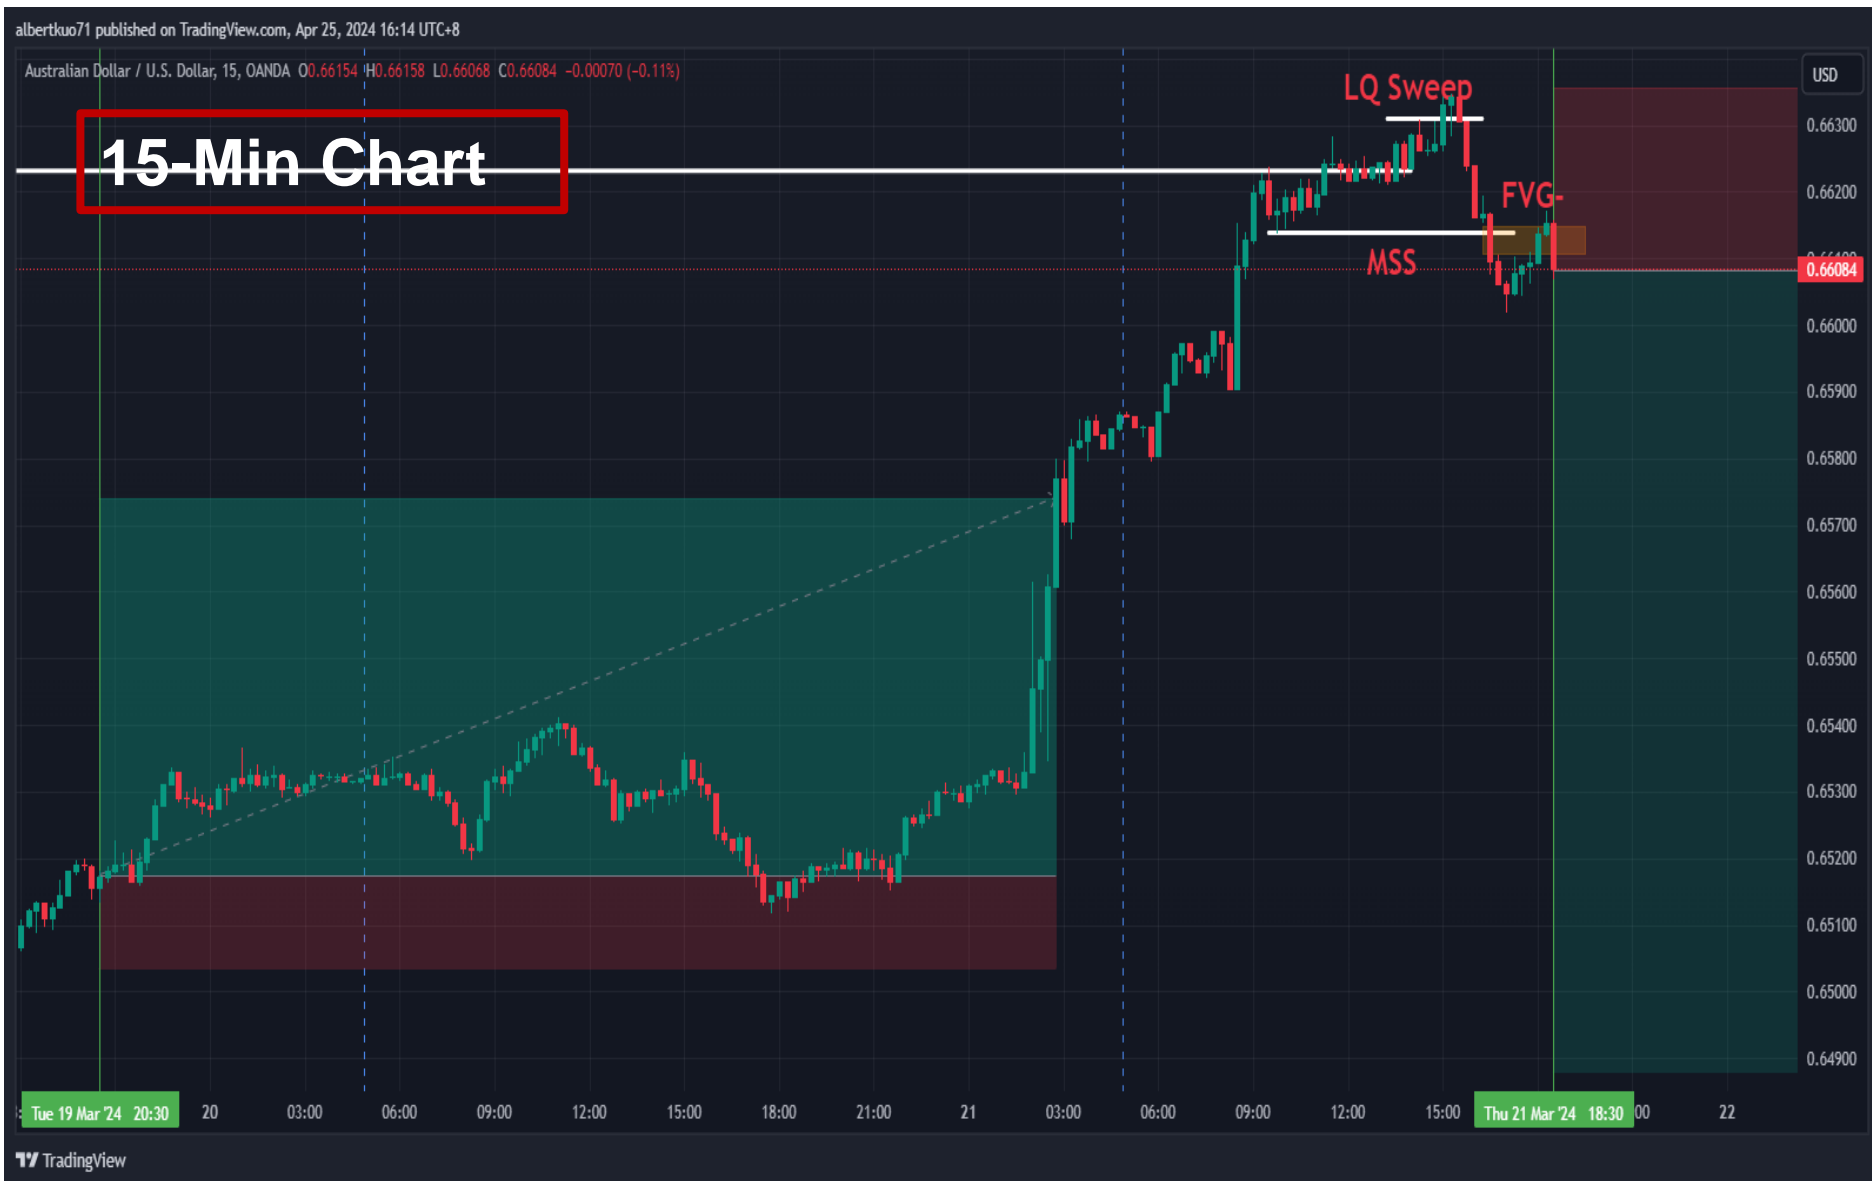 albertkuo71 published on TradingView.com, Apr 25, 2024 16:14 UTC+8
Australian Dollar / U.S. Dollar, 15, OANDA O0.66154 H0.66158 L0.66068 C0.66084 −0.00070 (−0.11%)
USD
LQ Sweep
15-Min Chart
FVG-
MSS
0.66300
0.66200
0.66084
0.66000
0.65900
0.65800
0.65700
0.65600
0.65500
0.65400
0.65300
0.65200
0.65100
0.65000
0.64900
Tue 19 Mar '24 20:30 20 03:00 06:00 09:00 12:00 15:00 18:00 21:00 21 03:00 06:00 09:00 12:00 15:00 Thu 21 Mar '24 18:30 22
TradingView